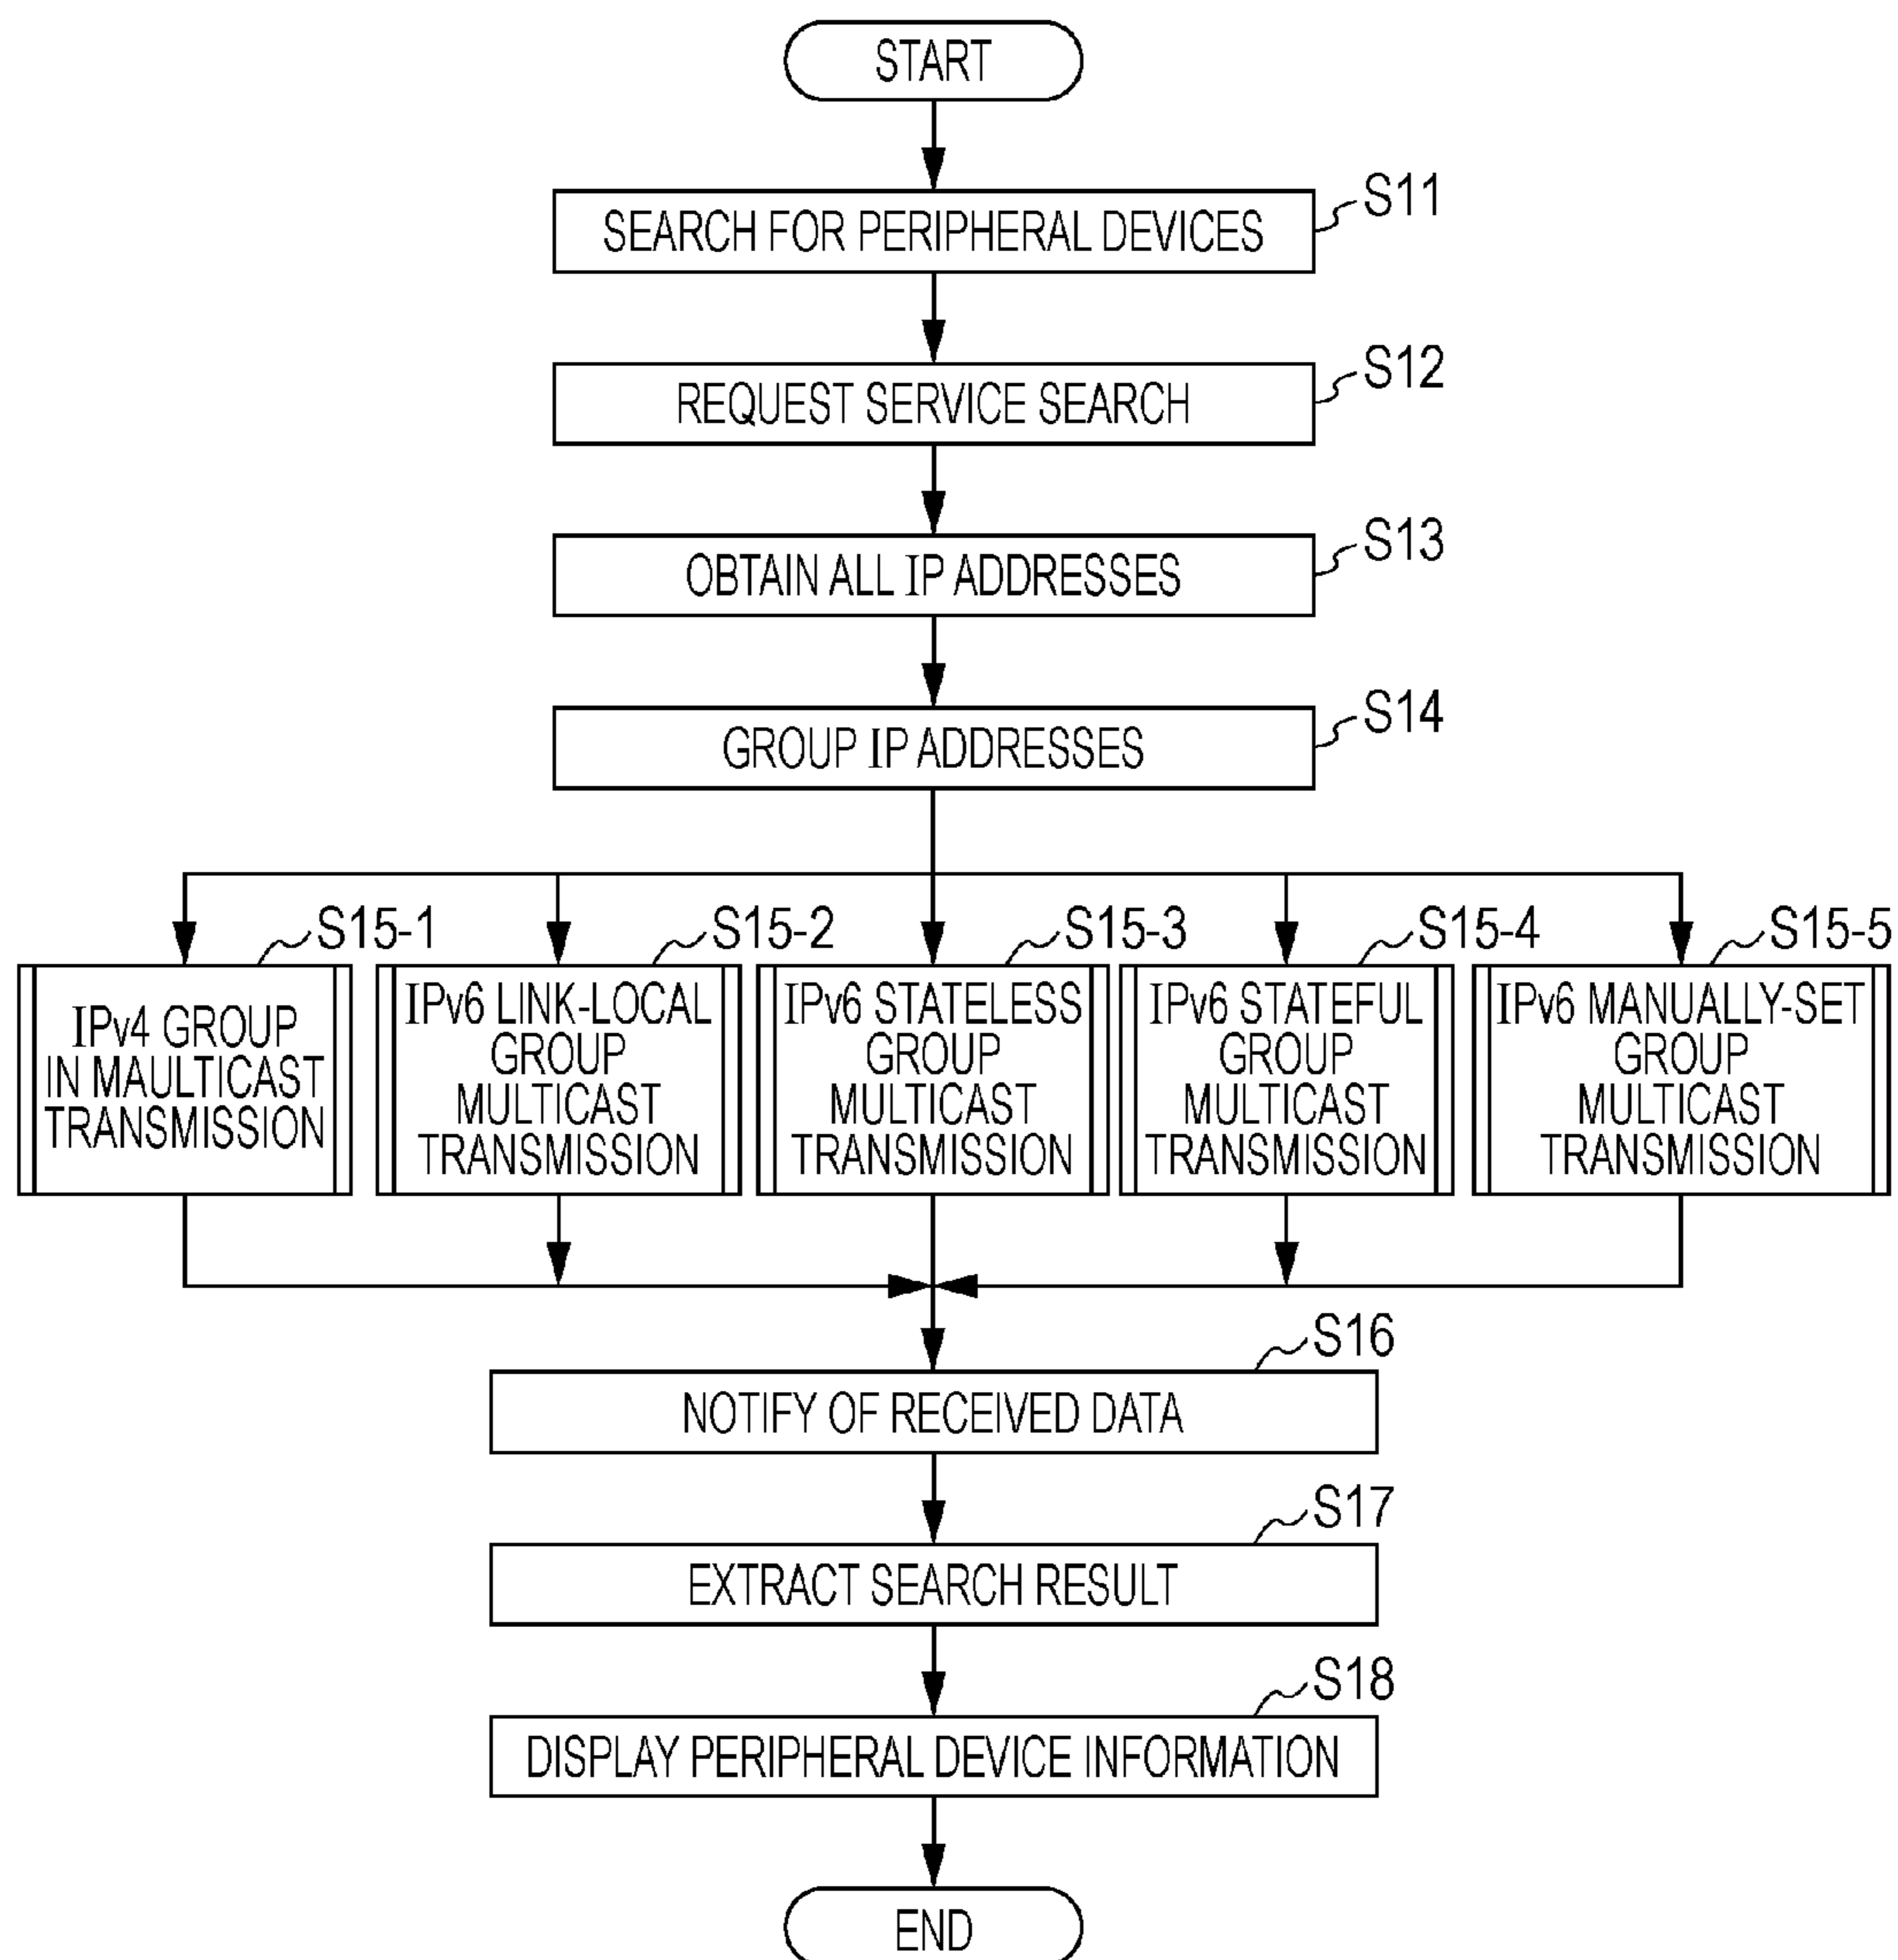 START
S11
SEARCH FOR PERIPHERAL DEVICES
S12
REQUEST SERVICE SEARCH
S13
OBTAIN ALL IP ADDRESSES
S14
GROUP IP ADDRESSES
S15-1
IPv4 GROUP
IN MAULTICAST
TRANSMISSION
S15-2
IPv6 LINK-LOCAL
GROUP
MULTICAST
TRANSMISSION
S15-3
IPv6 STATELESS
GROUP
MULTICAST
TRANSMISSION
S15-4
IPv6 STATEFUL
GROUP
MULTICAST
TRANSMISSION
S15-5
IPv6 MANUALLY-SET
GROUP
MULTICAST
TRANSMISSION
S16
NOTIFY OF RECEIVED DATA
S17
EXTRACT SEARCH RESULT
S18
DISPLAY PERIPHERAL DEVICE INFORMATION
END